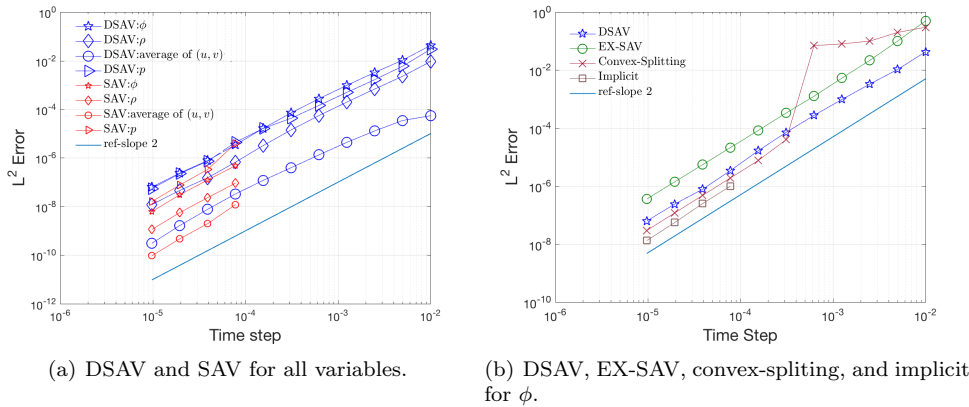 10^0
10^-2
10^-4
10^-6
10^-8
10^-10
10^-12
L^2 Error
DSAV:ϕ
DSAV:ρ
DSAV:average of (u, v)
DSAV:p
SAV:ϕ
SAV:ρ
SAV:average of (u, v)
SAV:p
ref-slope 2
10^-6
10^-5
10^-4
10^-3
10^-2
Time step
(a) DSAV and SAV for all variables.
10^0
10^-2
10^-4
10^-6
10^-8
10^-10
L^2 Error
DSAV
EX-SAV
Convex-Splitting
Implicit
ref-slope 2
10^-6
10^-5
10^-4
10^-3
10^-2
Time Step
(b) DSAV, EX-SAV, convex-spliting, and implicit
for ϕ.